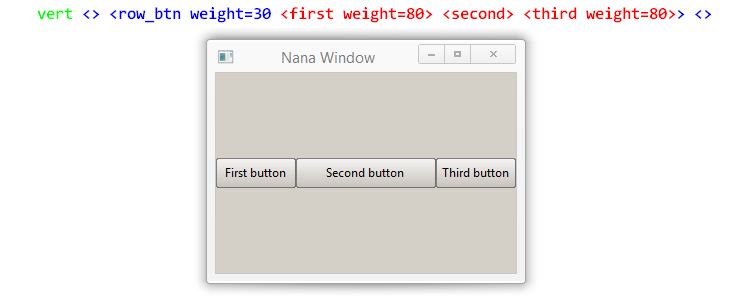 vert <> <row_btn weight=30 <first weight=80> <second> <third weight=80>> <>
Nana Window
First button Second button Third button